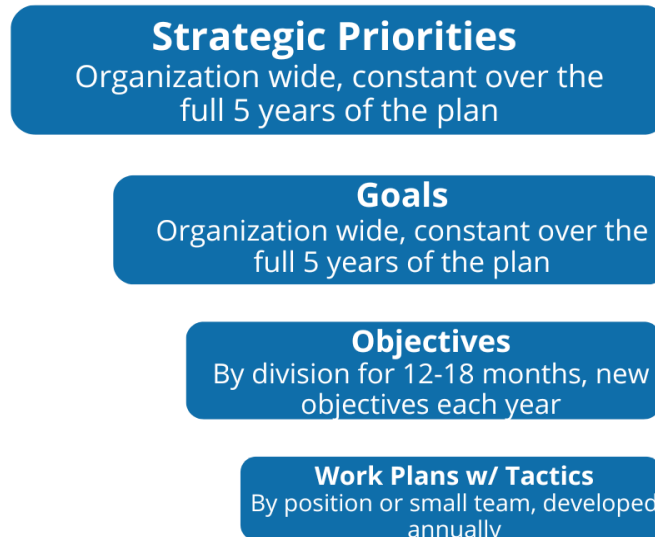 Strategic Priorities
Organization wide, constant over the
full 5 years of the plan
Goals
Organization wide, constant over the
full 5 years of the plan
Objectives
By division for 12-18 months, new
objectives each year
Work Plans w/ Tactics
By position or small team, developed
annually